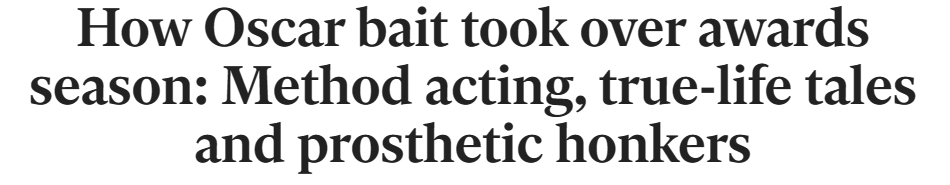 How Oscar bait took over awards
season: Method acting, true-life tales
and prosthetic honkers